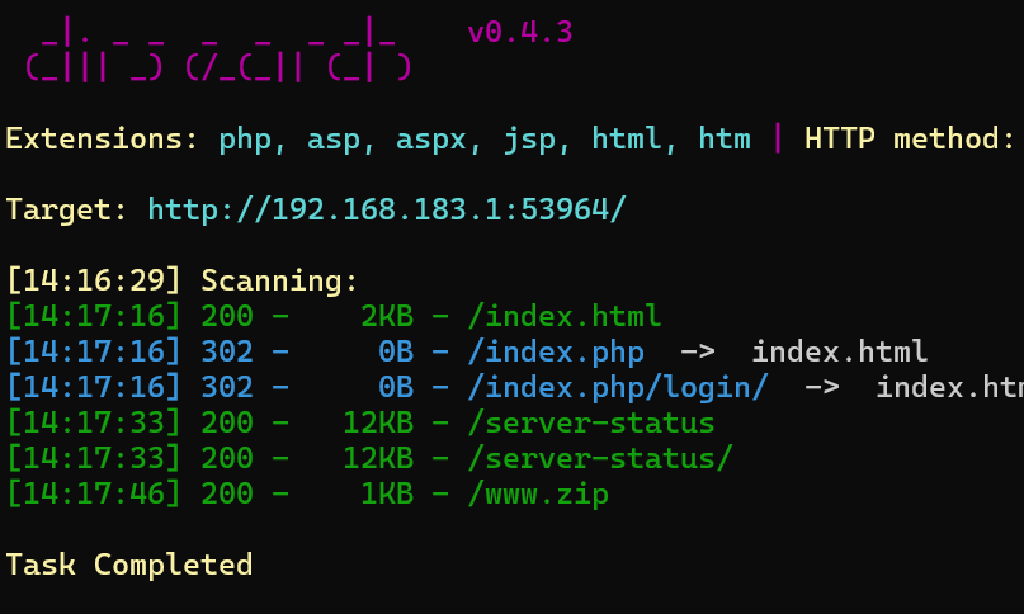 _|. _ _  _  _  _ _|_    v0.4.3
(_||| _) (/_(_|| (_| )
Extensions: php, asp, aspx, jsp, html, htm | HTTP method:
Target: http://192.168.183.1:53964/
[14:16:29] Scanning:
[14:17:16] 200 -    2KB - /index.html
[14:17:16] 302 -     0B - /index.php  ->  index.html
[14:17:16] 302 -     0B - /index.php/login/  ->  index.htm
[14:17:33] 200 -   12KB - /server-status
[14:17:33] 200 -   12KB - /server-status/
[14:17:46] 200 -    1KB - /www.zip
Task Completed